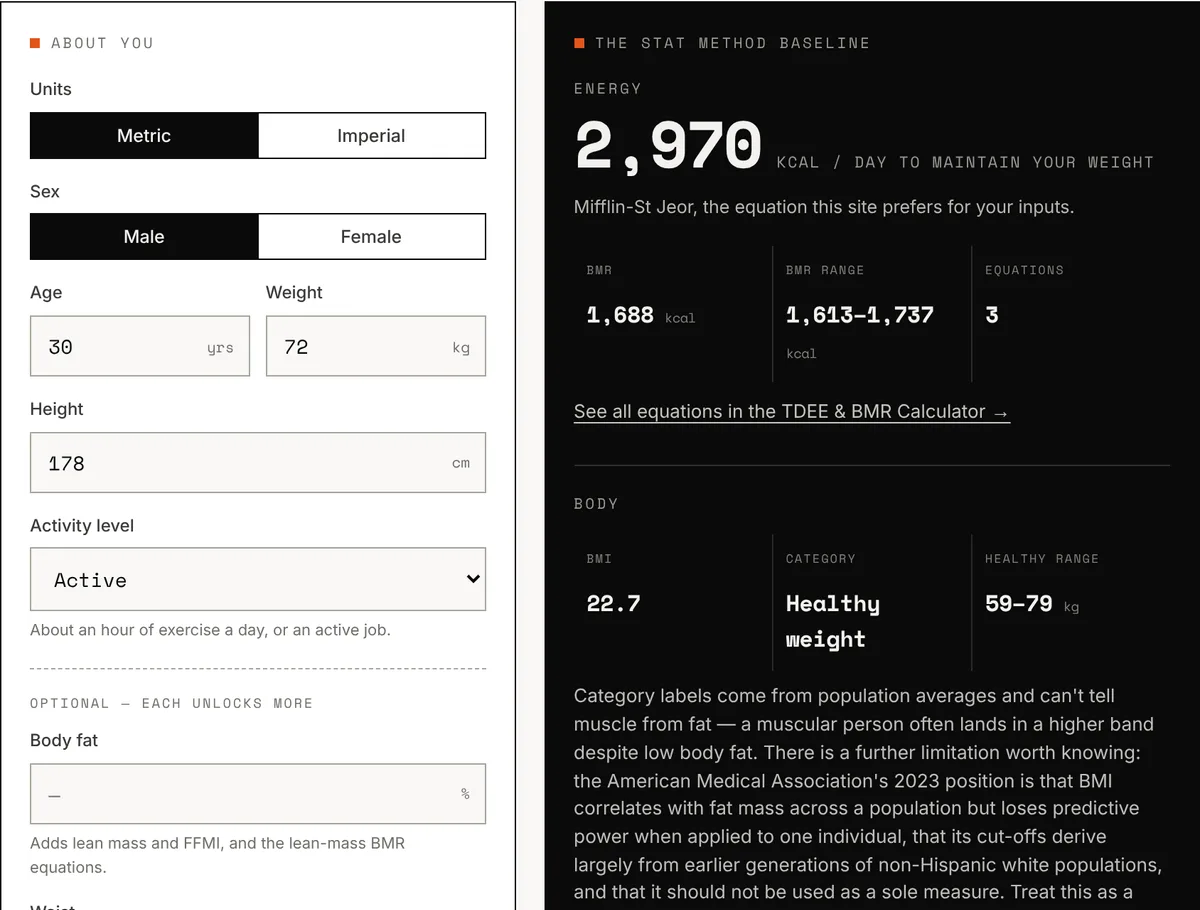 ABOUT YOU
Units
Metric
Imperial
Sex
Male
Female
Age
Weight
30 yrs
72 kg
Height
178 cm
Activity level
Active
About an hour of exercise a day, or an active job.
OPTIONAL — EACH UNLOCKS MORE
Body fat
— %
Adds lean mass and FFMI, and the lean-mass BMR
equations.
Waist
THE STAT METHOD BASELINE
ENERGY
2,970 KCAL / DAY TO MAINTAIN YOUR WEIGHT
Mifflin-St Jeor, the equation this site prefers for your inputs.
BMR
1,688 kcal
BMR RANGE
1,613–1,737
kcal
EQUATIONS
3
See all equations in the TDEE & BMR Calculator →
BODY
BMI
22.7
CATEGORY
Healthy
weight
HEALTHY RANGE
59–79 kg
Category labels come from population averages and can't tell
muscle from fat — a muscular person often lands in a higher band
despite low body fat. There is a further limitation worth knowing:
the American Medical Association's 2023 position is that BMI
correlates with fat mass across a population but loses predictive
power when applied to one individual, that its cut-offs derive
largely from earlier generations of non-Hispanic white populations,
and that it should not be used as a sole measure. Treat this as a